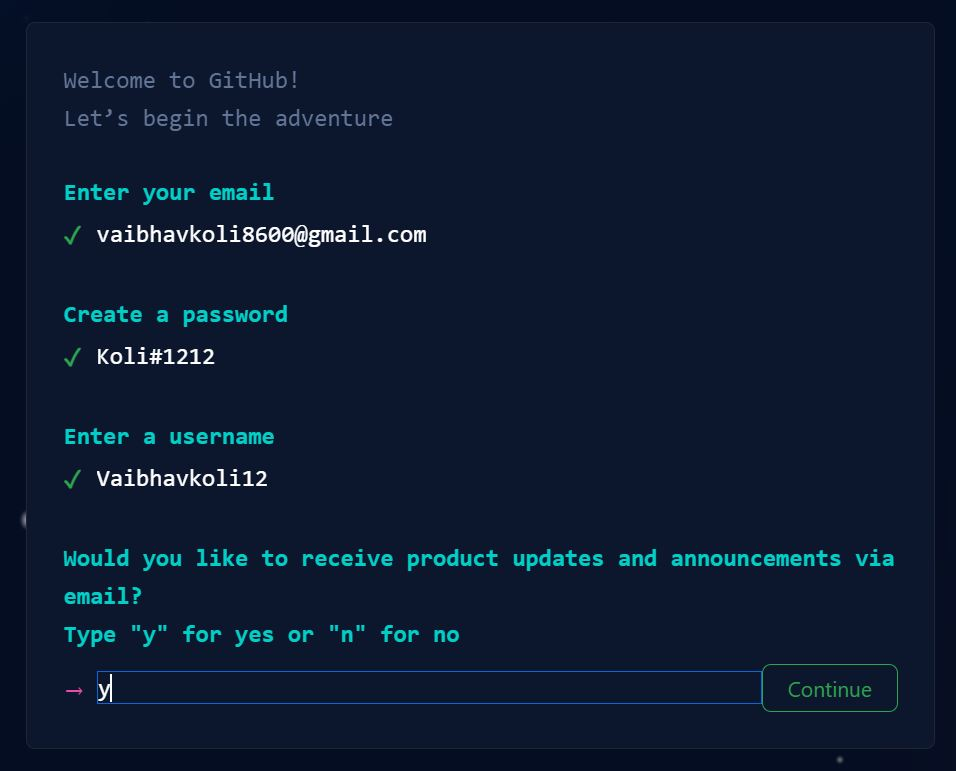 Welcome to GitHub!
Let’s begin the adventure
Enter your email
✓ vaibhavkoli8600@gmail.com
Create a password
✓ Koli#1212
Enter a username
✓ Vaibhavkoli12
Would you like to receive product updates and announcements via
email?
Type "y" for yes or "n" for no
→ y Continue